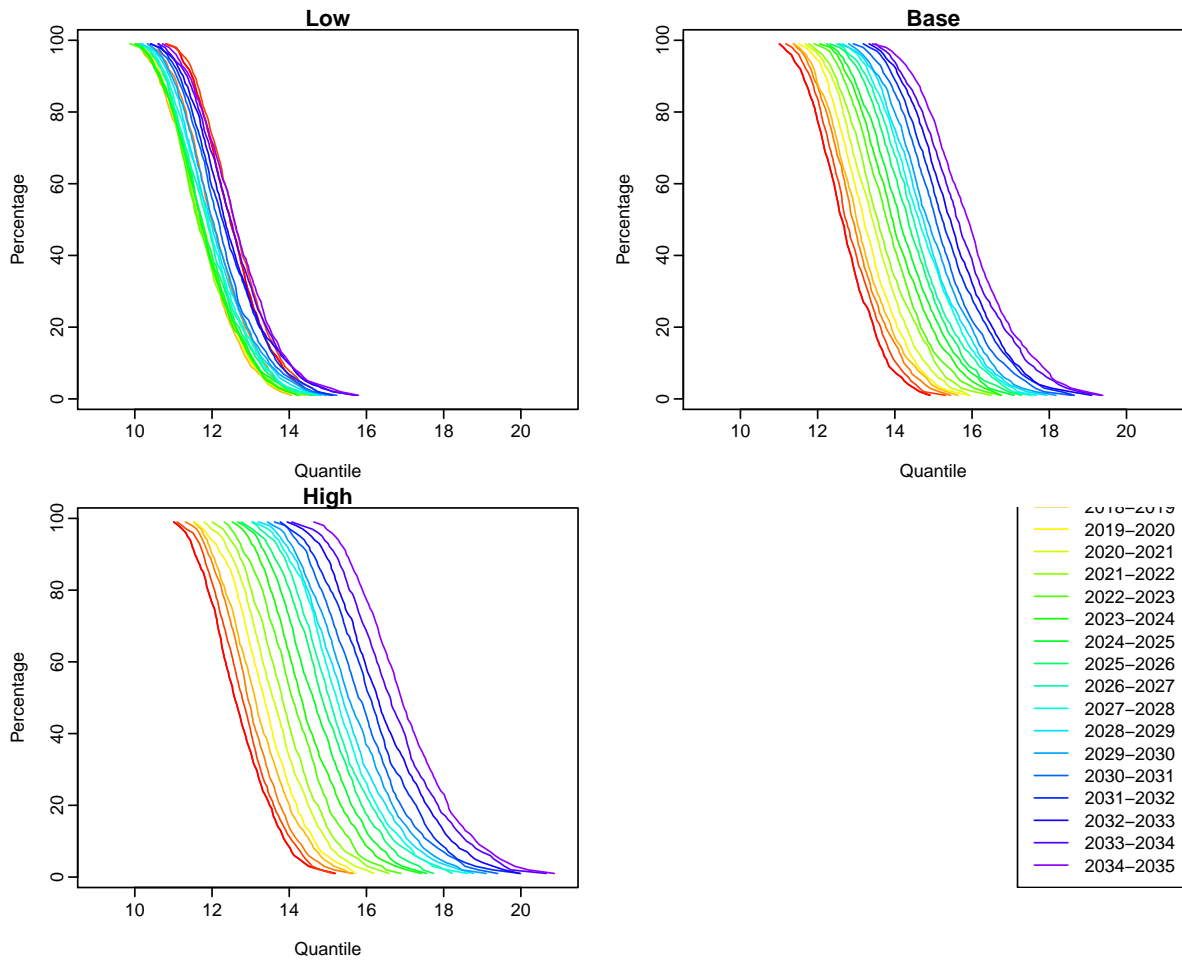 Low
Percentage
0 20 40 60 80 100
10 12 14 16 18 20
Quantile
Base
Percentage
0 20 40 60 80 100
10 12 14 16 18 20
Quantile
High
Percentage
0 20 40 60 80 100
10 12 14 16 18 20
Quantile
2018–2019
2019–2020
2020–2021
2021–2022
2022–2023
2023–2024
2024–2025
2025–2026
2026–2027
2027–2028
2028–2029
2029–2030
2030–2031
2031–2032
2032–2033
2033–2034
2034–2035